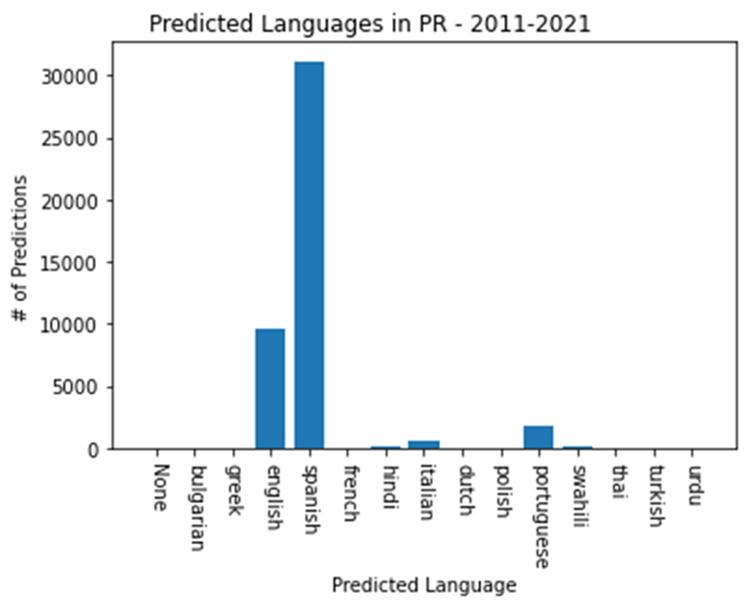 Predicted Languages in PR - 2011-2021
30000
25000
20000
15000
10000
5000
0
# of Predictions
None
bulgarian
greek
english
spanish
french
hindi
italian
dutch
polish
portuguese
swahili
thai
turkish
urdu
Predicted Language